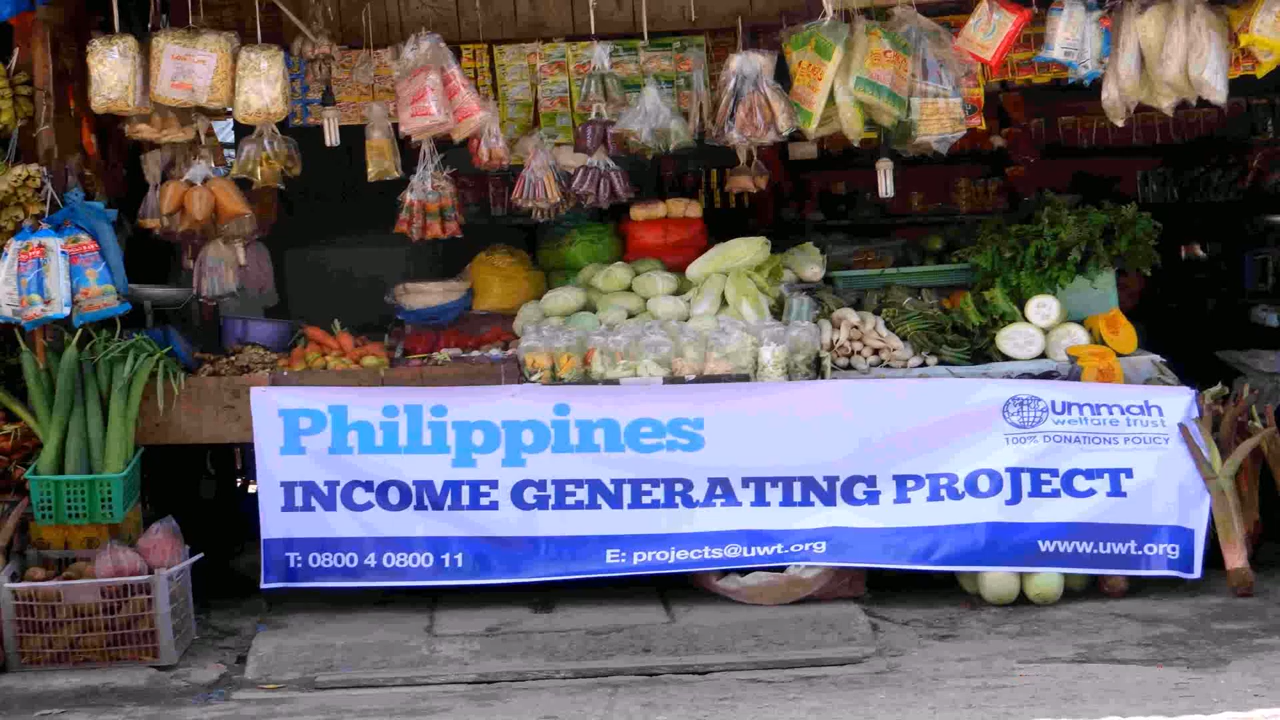 Philippines
INCOME GENERATING PROJECT
ummah
welfare trust
100% DONATIONS POLICY
T: 0800 4 0800 11
E: projects@uwt.org
www.uwt.org